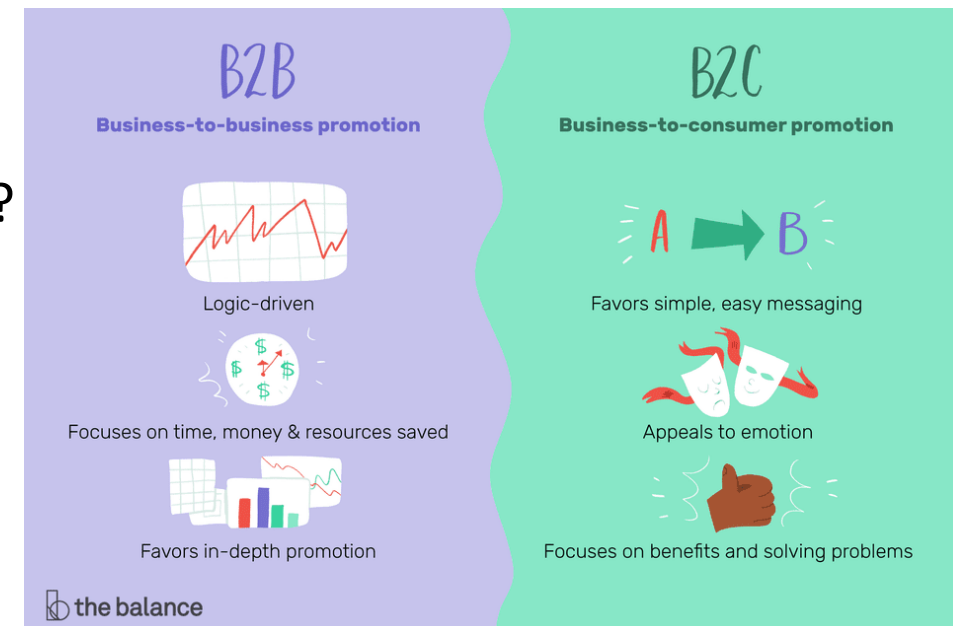 ?
B2B
Business-to-business promotion
Logic-driven
$
$ $
$
Focuses on time, money & resources saved
Favors in-depth promotion
B2C
Business-to-consumer promotion
A B
Favors simple, easy messaging
Appeals to emotion
Focuses on benefits and solving problems
b the balance